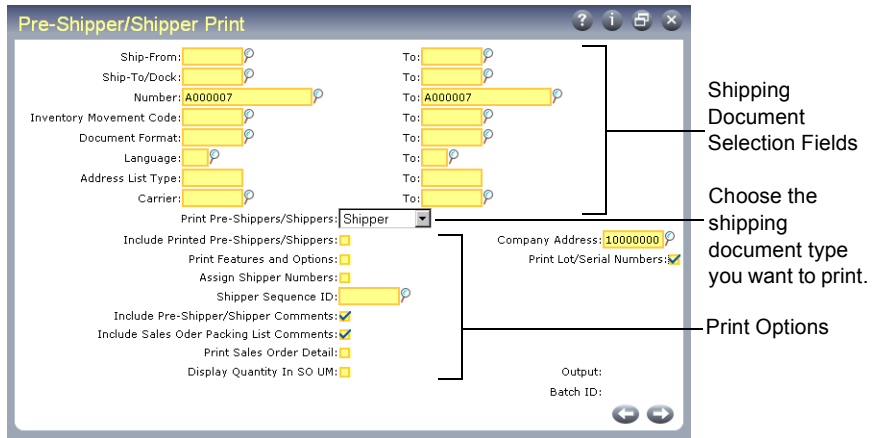 Pre-Shipper/Shipper Print
Ship-From: To:
Ship-To/Dock: To:
Number: A000007 To: A000007
Inventory Movement Code: To:
Document Format: To:
Language: To:
Address List Type: To:
Carrier: To:
Print Pre-Shippers/Shippers: Shipper
Include Printed Pre-Shippers/Shippers: Company Address: 10000000
Print Features and Options: Print Lot/Serial Numbers:
Assign Shipper Numbers:
Shipper Sequence ID:
Include Pre-Shipper/Shipper Comments:
Include Sales Oder Packing List Comments:
Print Sales Order Detail:
Display Quantity In SO UM: Output:
Batch ID:
Shipping
Document
Selection Fields
Choose the
shipping
document type
you want to print.
Print Options